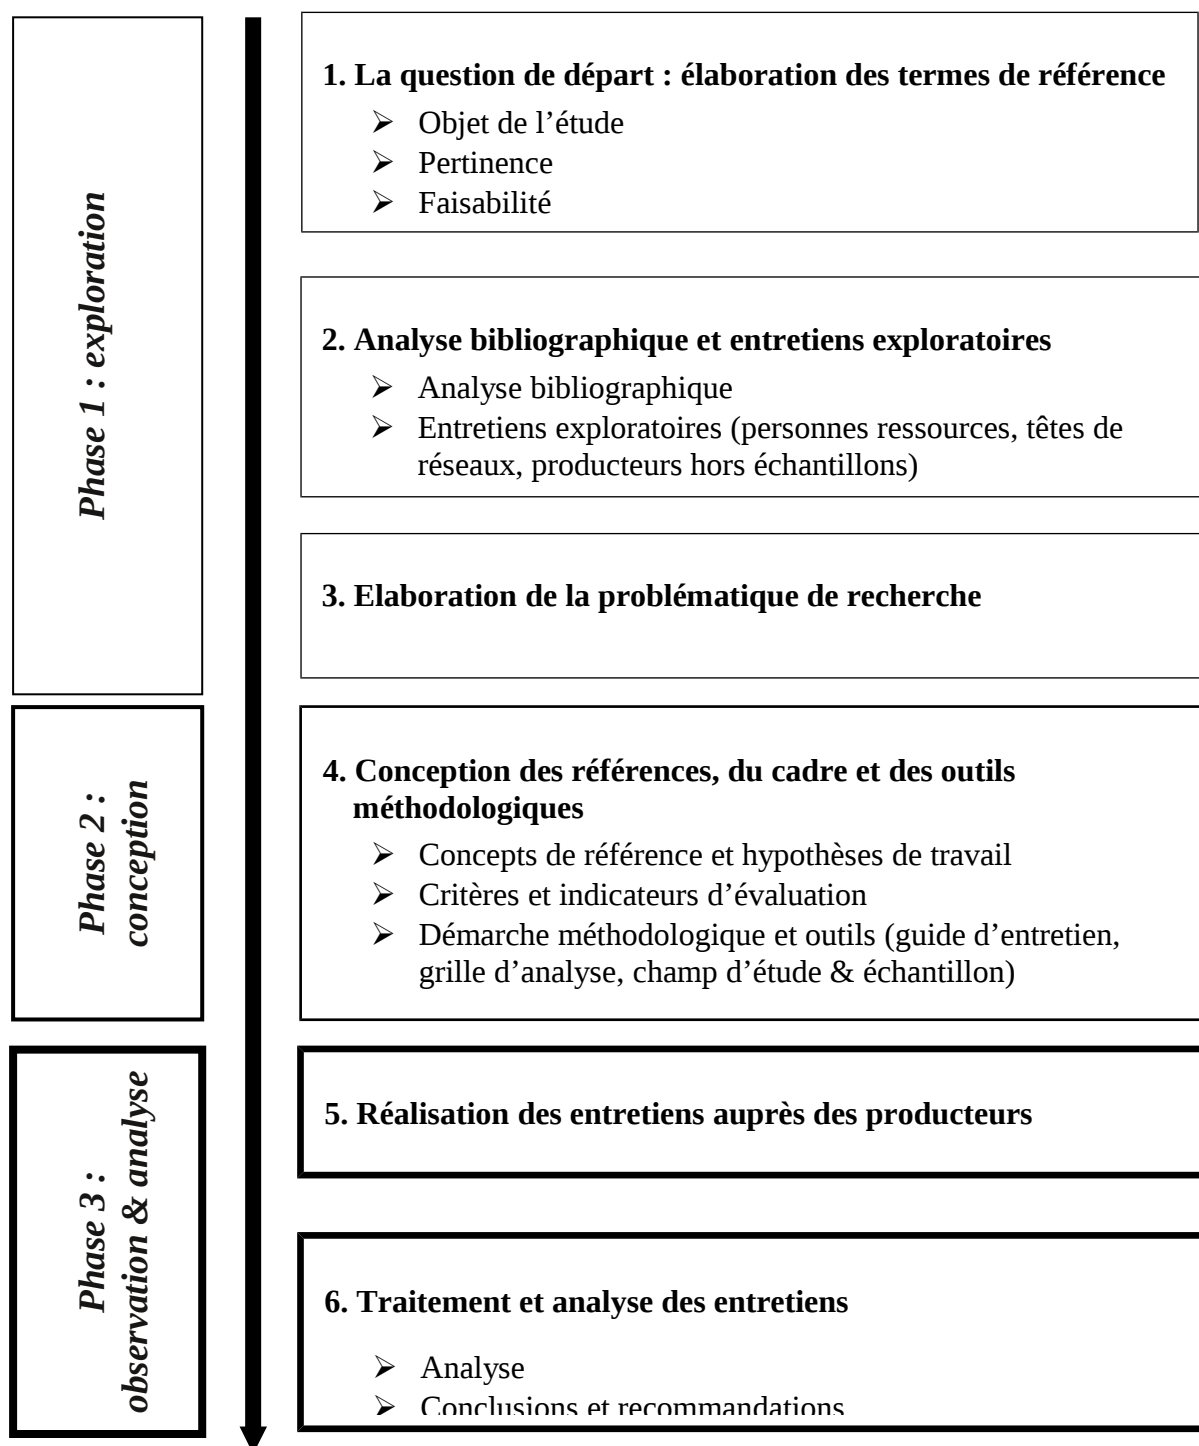 Phase 1 : exploration
1. La question de départ : élaboration des termes de référence
➢ Objet de l’étude
➢ Pertinence
➢ Faisabilité
2. Analyse bibliographique et entretiens exploratoires
➢ Analyse bibliographique
➢ Entretiens exploratoires (personnes ressources, têtes de
réseaux, producteurs hors échantillons)
3. Elaboration de la problématique de recherche
Phase 2 :
conception
4. Conception des références, du cadre et des outils
méthodologiques
➢ Concepts de référence et hypothèses de travail
➢ Critères et indicateurs d’évaluation
➢ Démarche méthodologique et outils (guide d’entretien,
grille d’analyse, champ d’étude & échantillon)
Phase 3 :
observation & analyse
5. Réalisation des entretiens auprès des producteurs
6. Traitement et analyse des entretiens
➢ Analyse
➢ Conclusions et recommandations